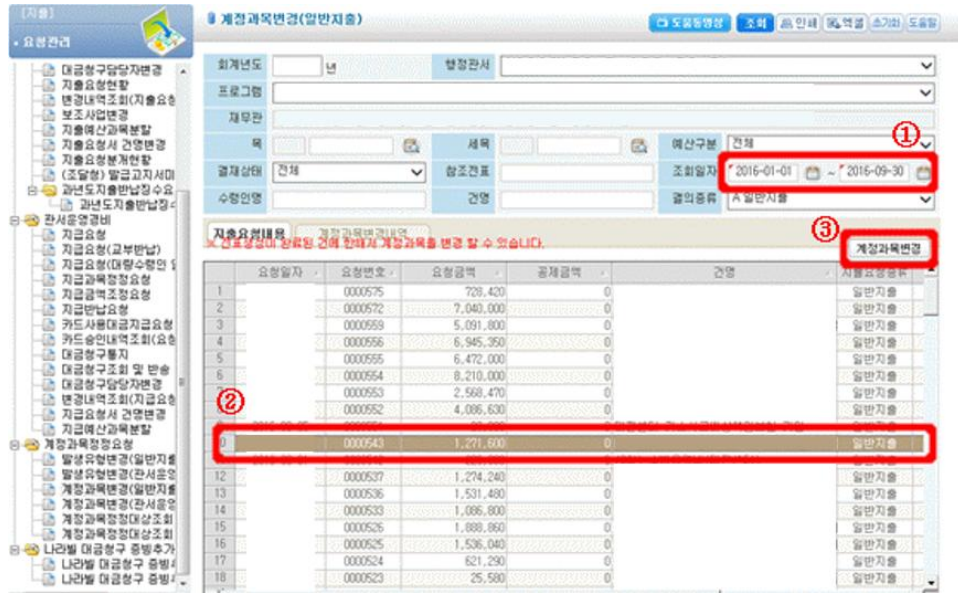 [지출]
• 요청관리
대금청구담당자변경
지출요청현황
변경내역조회(지출요청
보조사업변경
지출예산과목분할
지출요청서 건명변경
지출요청분개현황
(조달청) 발급고지서미
과년도지출반납징수요
과년도지출반납징수
관서운영경비
지급요청
지급요청(교부반납)
지급요청(대량수령인 일
지급과목정정요청
지급금액조정요청
지급반납요청
카드사용대금지급요청
카드승인내역조회(요청
대금청구통지
대금청구조회 및 반송
대금청구담당자변경
변경내역조회(지급요청
지급요청서 건명변경
지급예산과목분할
계정과목정정요청
발생유형변경(일반지출
발생유형변경(관서운영
계정과목변경(일반지출
계정과목변경(관서운영
계정과목정정대상조회
계정과목정정대상조회
나라빌 대금청구 증빙추가
나라빌 대금청구 증빙
나라빌 대금청구 증빙
계정과목변경(일반지출)
도움동영상 조회 인쇄 엑셀 초기화 도움말
회계년도 년 행정관서
프로그램
재무관
목 세목 예산구분 전체
①
결재상태 전체 참조전표 조회일자 2016-01-01 ~ 2016-09-30
수령인명 건명 결의종류 A 일반지출
③
지출요청내용 계정과목변경내역
※ 전표생성이 완료된 건에 한해서 계정과목을 변경 할 수 있습니다.
계정과목변경
요청일자 요청번호 요청금액 공제금액 건명 지출요청종류
1 0000575 728,420 0 일반지출
2 0000572 7,040,000 0 일반지출
3 0000559 5,091,800 0 일반지출
4 0000556 6,945,350 0 일반지출
5 0000555 6,472,000 0 일반지출
6 0000554 8,210,000 0 일반지출
0000553 2,568,470 0 일반지출
② 0000552 4,086,630 0 일반지출
0000543 1,271,600 0 일반지출
12 0000537 1,274,240 0 일반지출
13 0000536 1,531,480 0 일반지출
14 0000533 1,086,800 0 일반지출
15 0000526 1,888,860 0 일반지출
16 0000525 1,536,040 0 일반지출
17 0000524 621,290 0 일반지출
18 0000523 25,580 0 일반지출